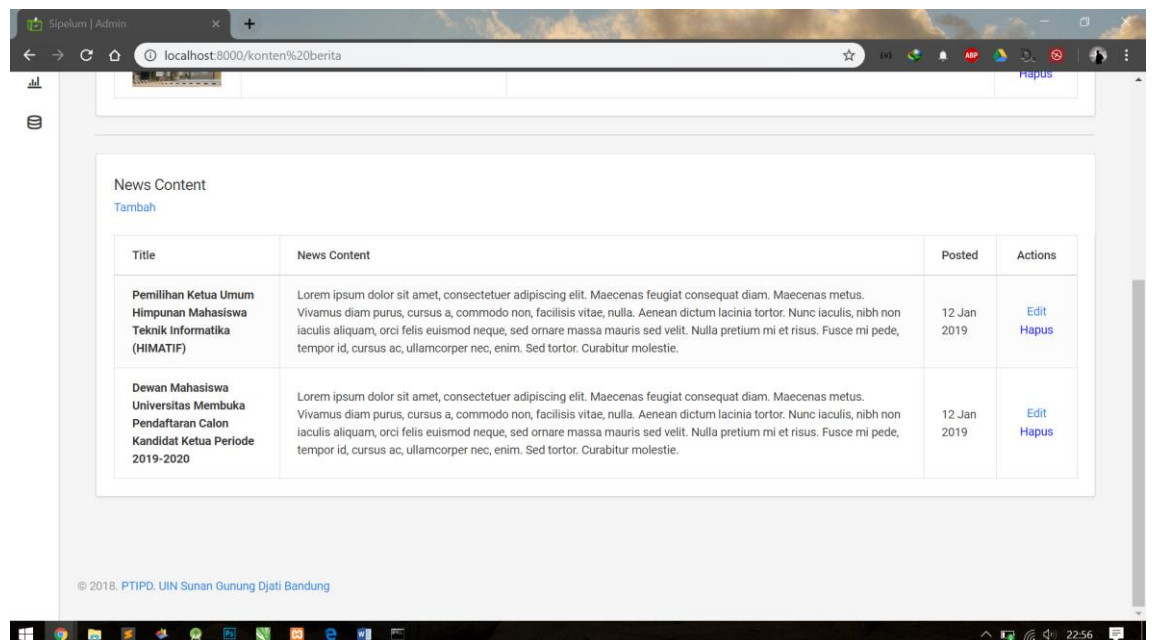 Sipelum | Admin
localhost:8000/konten%20berita
ABP
Hapus
News Content
Tambah
Title News Content Posted Actions
Pemilihan Ketua Umum
Himpunan Mahasiswa
Teknik Informatika
(HIMATIF)
Lorem ipsum dolor sit amet, consectetuer adipiscing elit. Maecenas feugiat consequat diam. Maecenas metus.
Vivamus diam purus, cursus a, commodo non, facilisis vitae, nulla. Aenean dictum lacinia tortor. Nunc iaculis, nibh non
iaculis aliquam, orci felis euismod neque, sed ornare massa mauris sed velit. Nulla pretium mi et risus. Fusce mi pede,
tempor id, cursus ac, ullamcorper nec, enim. Sed tortor. Curabitur molestie.
12 Jan
2019
Edit
Hapus
Dewan Mahasiswa
Universitas Membuka
Pendaftaran Calon
Kandidat Ketua Periode
2019-2020
Lorem ipsum dolor sit amet, consectetuer adipiscing elit. Maecenas feugiat consequat diam. Maecenas metus.
Vivamus diam purus, cursus a, commodo non, facilisis vitae, nulla. Aenean dictum lacinia tortor. Nunc iaculis, nibh non
iaculis aliquam, orci felis euismod neque, sed ornare massa mauris sed velit. Nulla pretium mi et risus. Fusce mi pede,
tempor id, cursus ac, ullamcorper nec, enim. Sed tortor. Curabitur molestie.
12 Jan
2019
Edit
Hapus
© 2018. PTIPD. UIN Sunan Gunung Djati Bandung
22:56